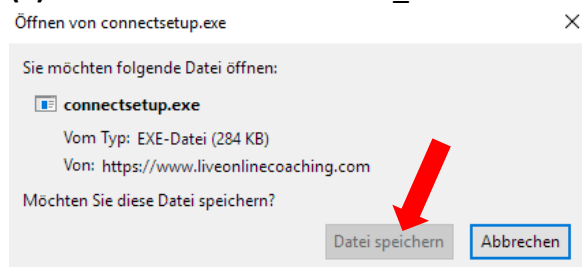 Öffnen von connectsetup.exe
Sie möchten folgende Datei öffnen:
connectsetup.exe
Vom Typ: EXE-Datei (284 KB)
Von: https://www.liveonlinecoaching.com
Möchten Sie diese Datei speichern?
Datei speichern Abbrechen